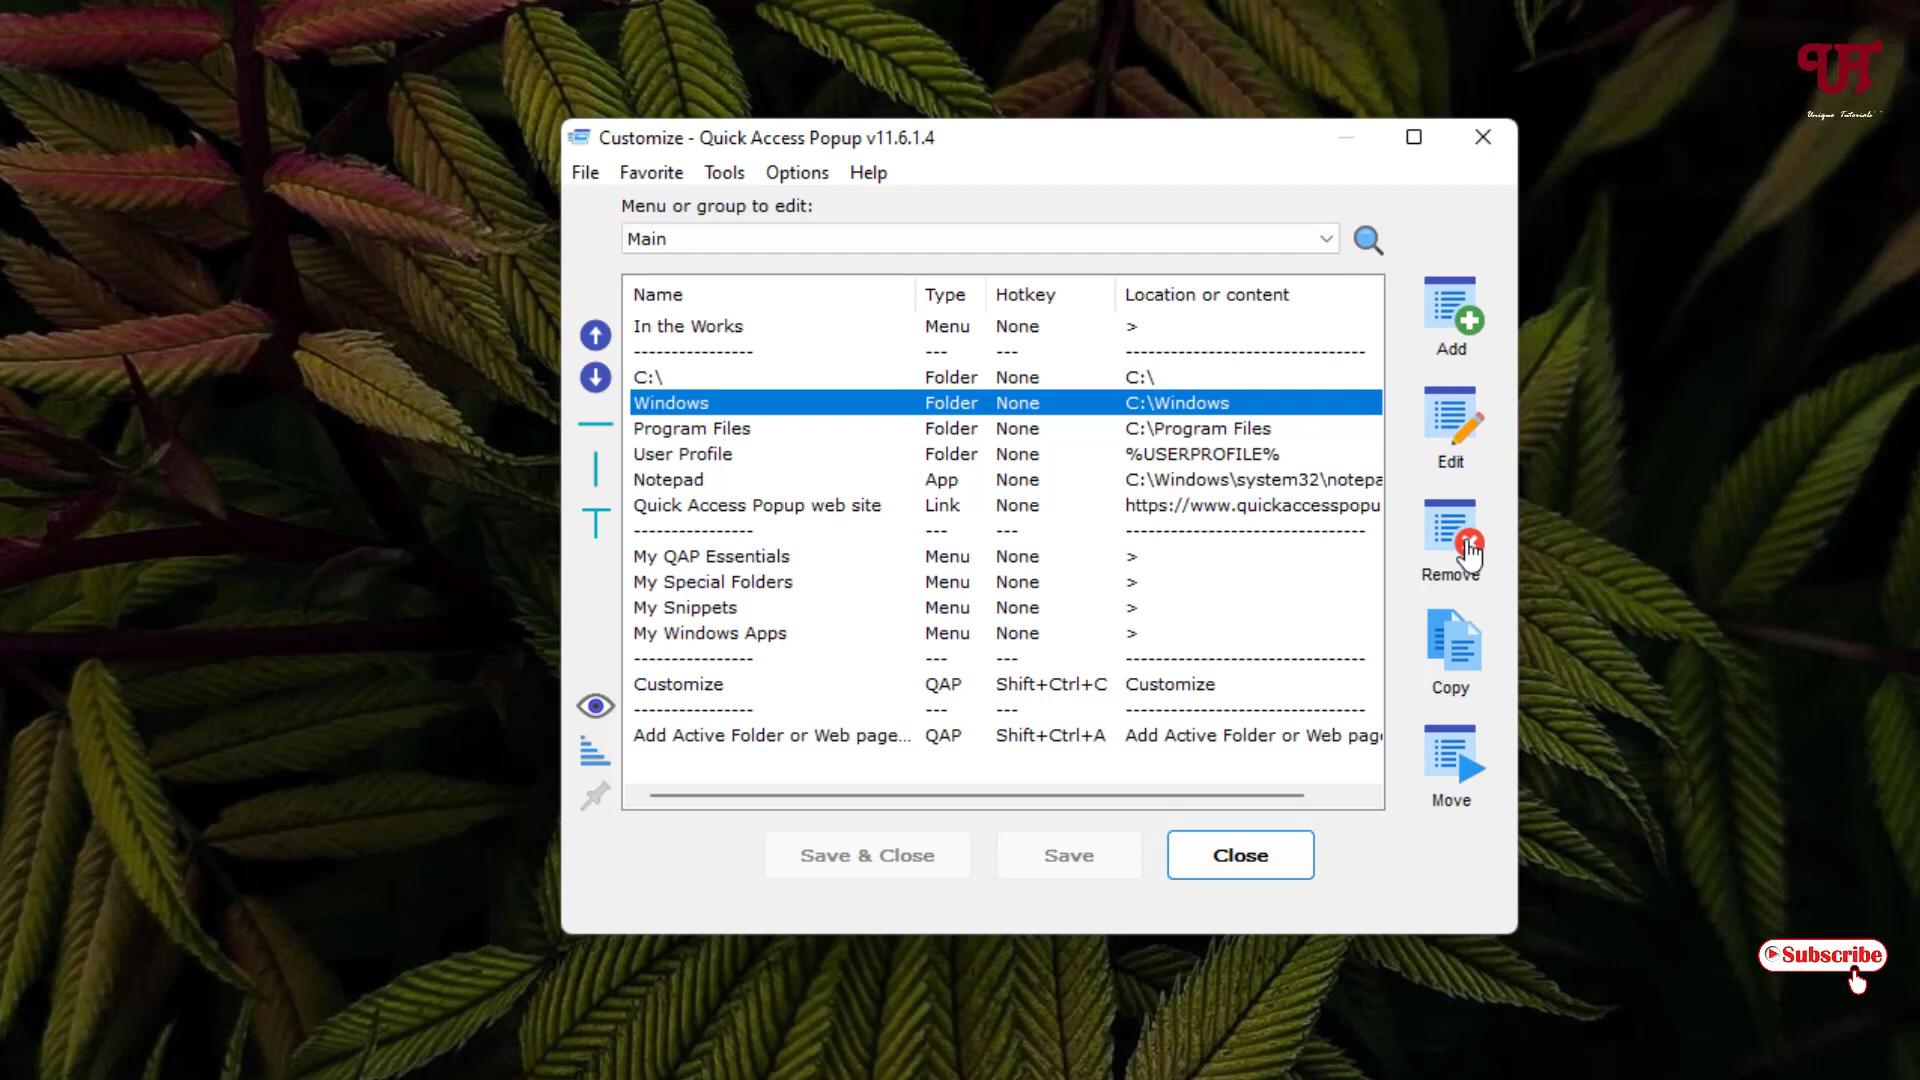 UT
Unique Tutorials
Customize - Quick Access Popup v11.6.1.4
File Favorite Tools Options Help
Menu or group to edit:
Main
Name Type Hotkey Location or content
In the Works Menu None >
---------------- --- --- --------------------------------
C:\ Folder None C:\
Windows Folder None C:\Windows
Program Files Folder None C:\Program Files
User Profile Folder None %USERPROFILE%
Notepad App None C:\Windows\system32\notepa
Quick Access Popup web site Link None https://www.quickaccesspopu
---------------- --- --- --------------------------------
My QAP Essentials Menu None >
My Special Folders Menu None >
My Snippets Menu None >
My Windows Apps Menu None >
---------------- --- --- --------------------------------
Customize QAP Shift+Ctrl+C Customize
---------------- --- --- --------------------------------
Add Active Folder or Web page... QAP Shift+Ctrl+A Add Active Folder or Web page
Add
Edit
Remove
Copy
Move
Save & Close Save Close
Subscribe